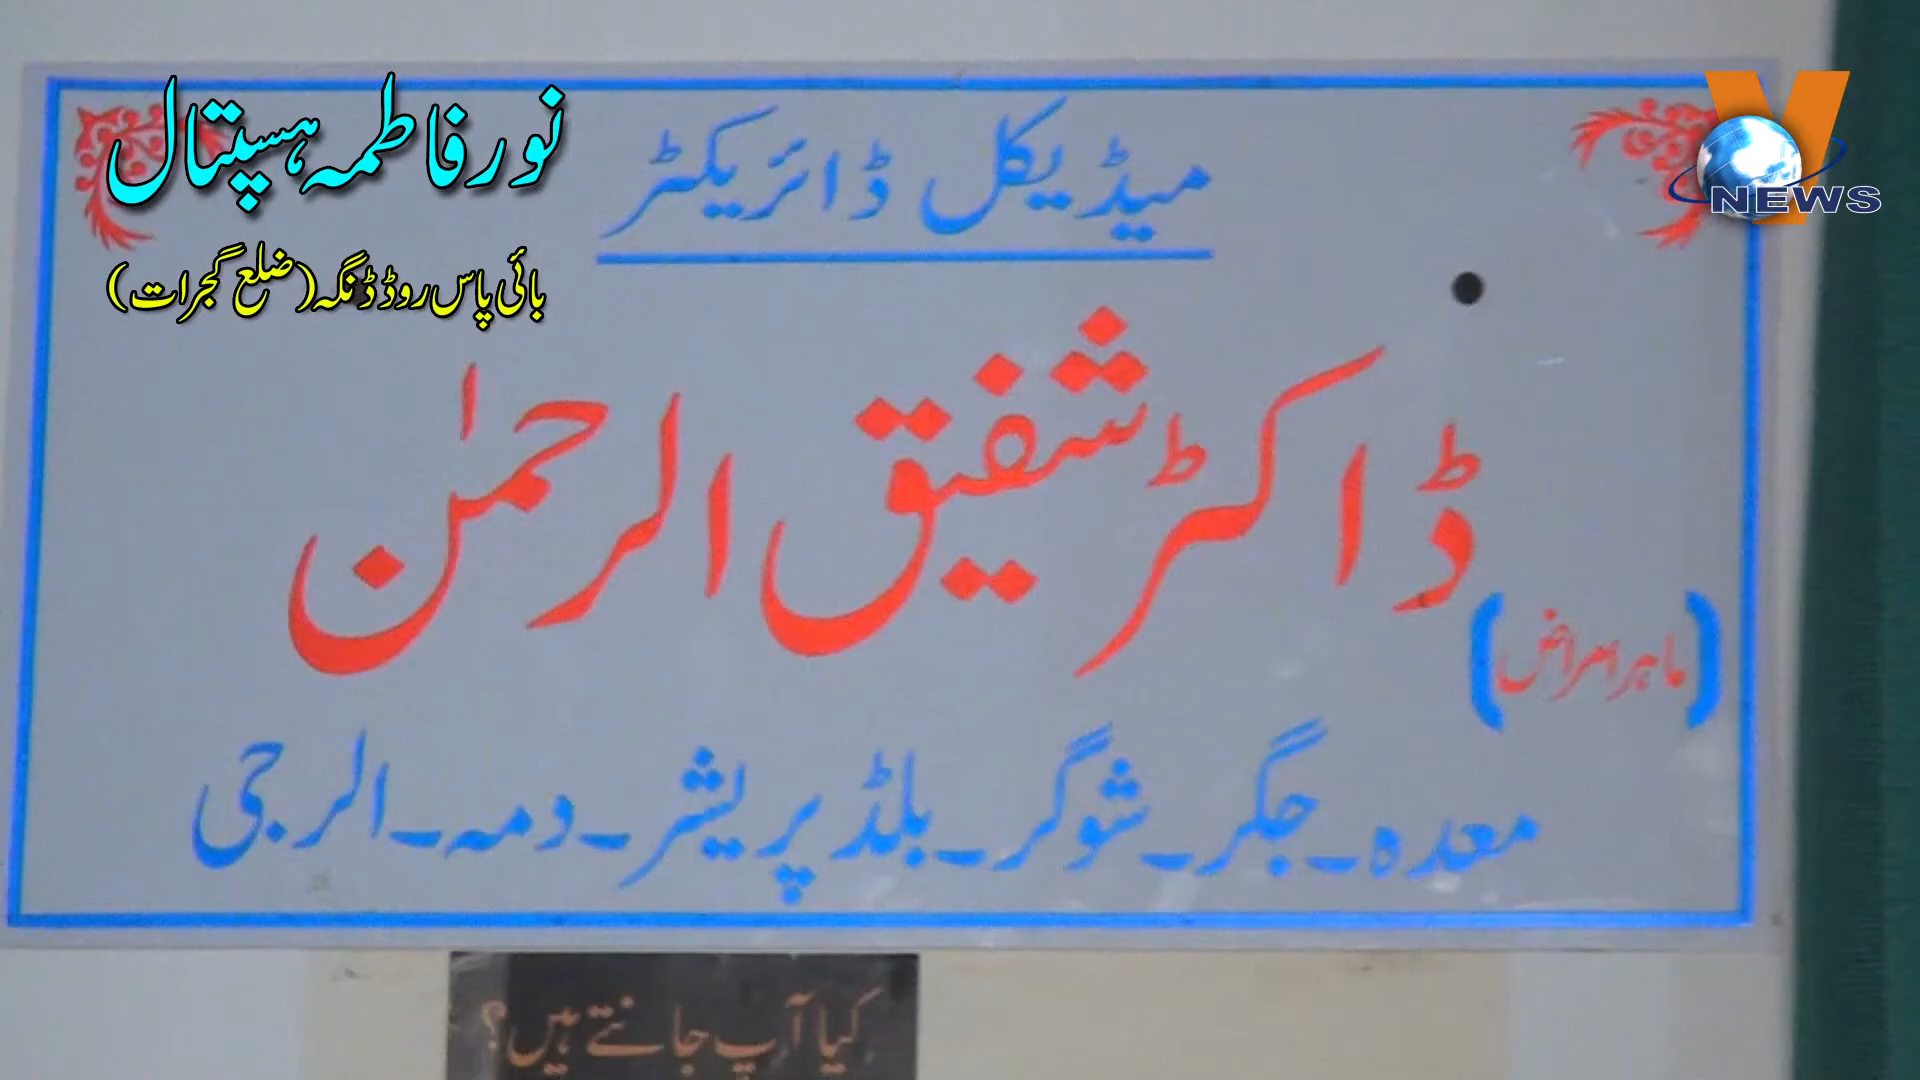 نور فاطمہ ہسپتال
بائی پاس روڈ ڈنگہ (ضلع گجرات)
V NEWS
میڈیکل ڈائریکٹر
ڈاکٹر شفیق الرحمٰن
(ماہر امراض)
معدہ۔جگر۔شوگر۔بلڈ پریشر۔دمہ۔الرجی
کیا آپ جانتے ہیں؟